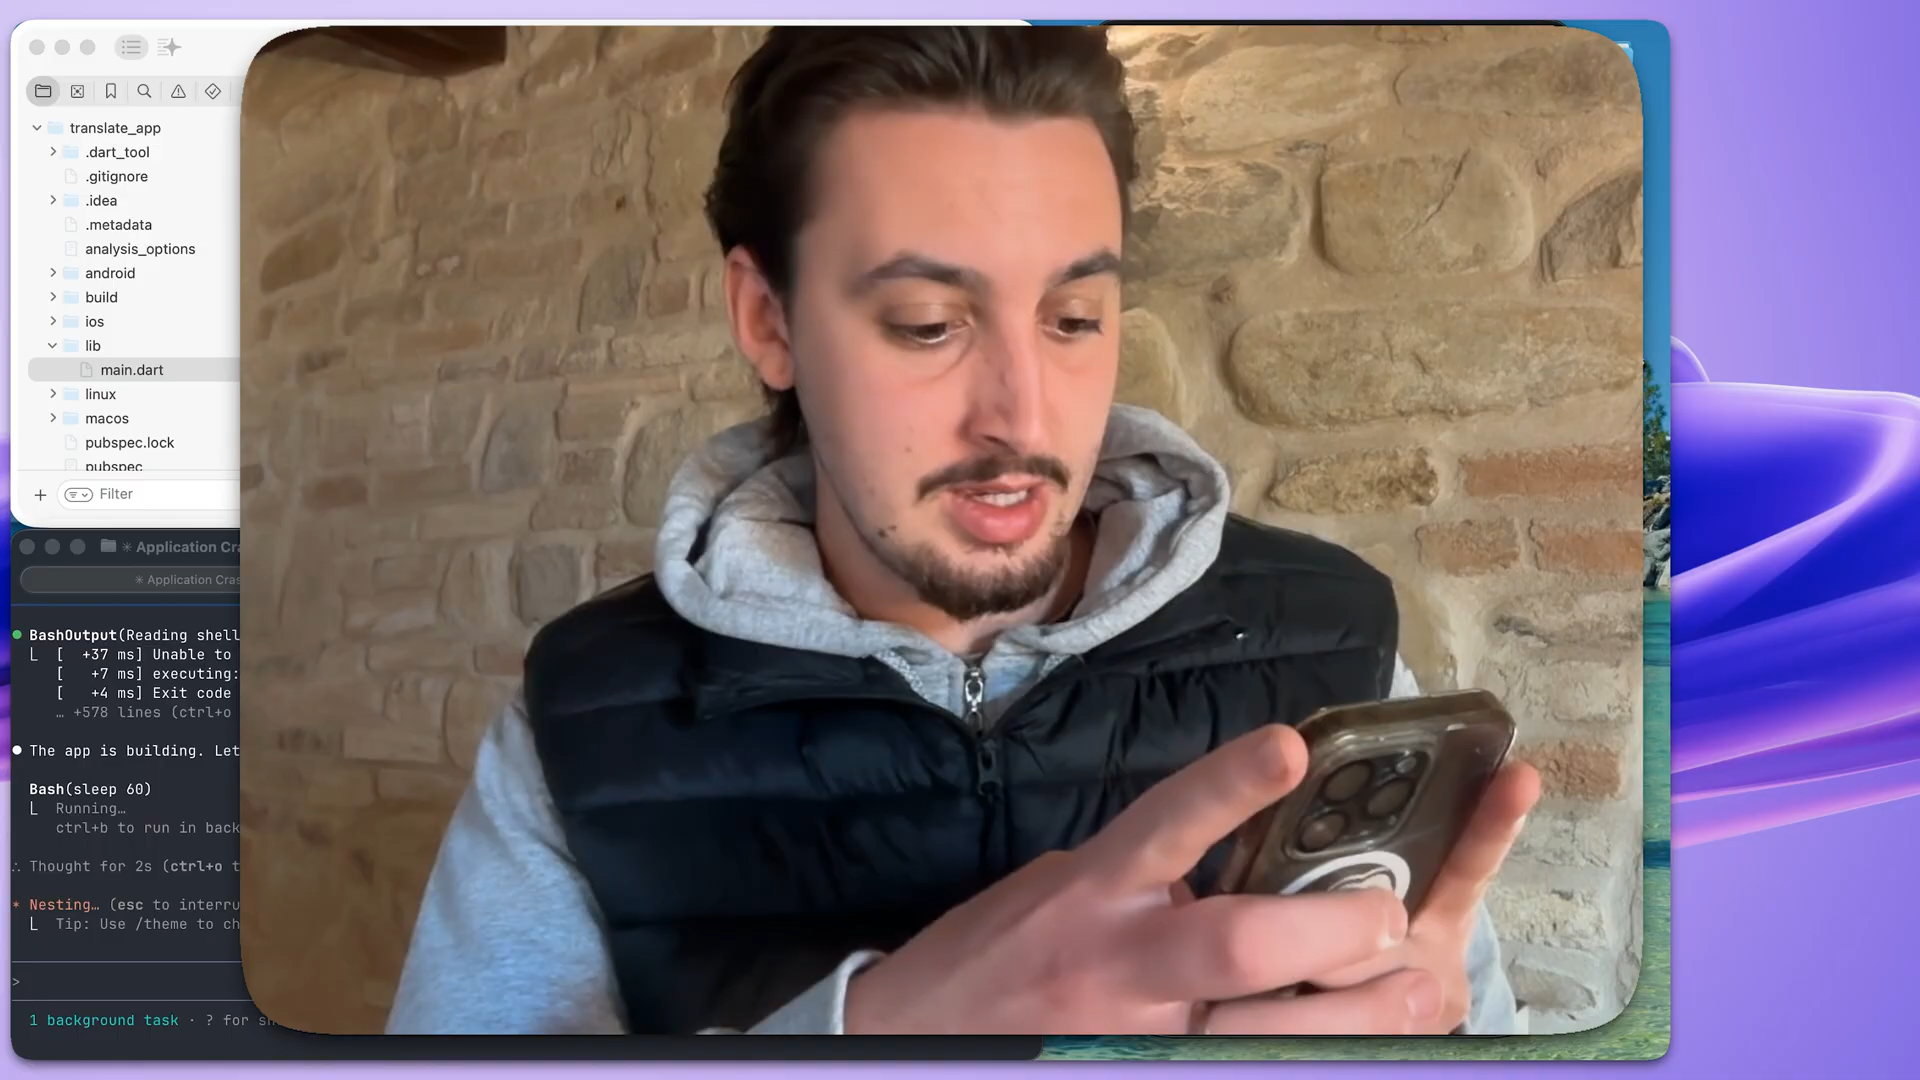 translate_app
.dart_tool
.gitignore
.idea
.metadata
analysis_options
android
build
ios
lib
main.dart
linux
macos
pubspec.lock
pubspec
Filter
✳ Application Cra
✳ Application Cras
BashOutput(Reading shell
[ +37 ms] Unable to
[ +7 ms] executing:
[ +4 ms] Exit code
… +578 lines (ctrl+o
The app is building. Let
Bash(sleep 60)
Running…
ctrl+b to run in back
∴ Thought for 2s (ctrl+o t
* Nesting… (esc to interru
Tip: Use /theme to ch
>
1 background task · ? for sh